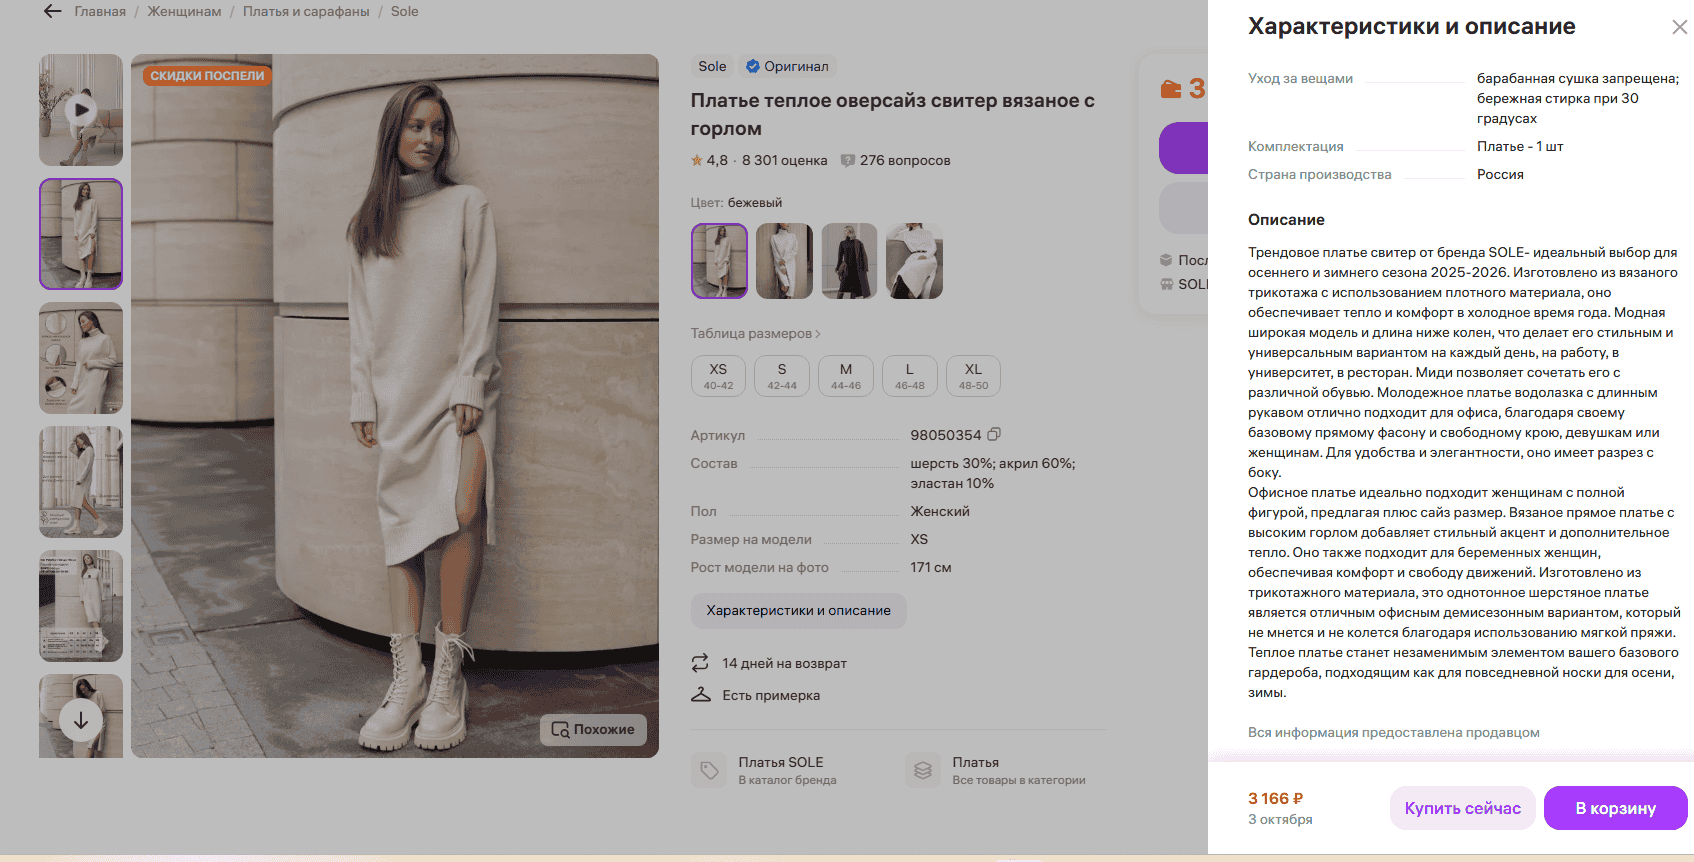 Главная / Женщинам / Платья и сарафаны / Sole
СКИДКИ ПОСПЕЛИ
Похожие
Sole
Оригинал
Платье теплое оверсайз свитер вязаное с
горлом
4,8 · 8 301 оценка
276 вопросов
Цвет: бежевый
Таблица размеров
XS S M L XL
40-42 42-44 44-46 46-48 48-50
Артикул 98050354
Состав шерсть 30%; акрил 60%;
эластан 10%
Пол Женский
Размер на модели XS
Рост модели на фото 171 см
Характеристики и описание
14 дней на возврат
Есть примерка
Платья SOLE
В каталог бренда
Платья
Все товары в категории
3
Посл
SOL
Характеристики и описание
Уход за вещами барабанная сушка запрещена;
бережная стирка при 30
градусах
Комплектация Платье - 1 шт
Страна производства Россия
Описание
Трендовое платье свитер от бренда SOLE- идеальный выбор для
осеннего и зимнего сезона 2025-2026. Изготовлено из вязаного
трикотажа с использованием плотного материала, оно
обеспечивает тепло и комфорт в холодное время года. Модная
широкая модель и длина ниже колен, что делает его стильным и
универсальным вариантом на каждый день, на работу, в
университет, в ресторан. Миди позволяет сочетать его с
различной обувью. Молодежное платье водолазка с длинным
рукавом отлично подходит для офиса, благодаря своему
базовому прямому фасону и свободному крою, девушкам или
женщинам. Для удобства и элегантности, оно имеет разрез с
боку.
Офисное платье идеально подходит женщинам с полной
фигурой, предлагая плюс сайз размер. Вязаное прямое платье с
высоким горлом добавляет стильный акцент и дополнительное
тепло. Оно также подходит для беременных женщин,
обеспечивая комфорт и свободу движений. Изготовлено из
трикотажного материала, это однотонное шерстяное платье
является отличным офисным демисезонным вариантом, который
не мнется и не колется благодаря использованию мягкой пряжи.
Теплое платье станет незаменимым элементом вашего базового
гардероба, подходящим как для повседневной носки для осени,
зимы.
Вся информация предоставлена продавцом
3 166 ₽
3 октября
Купить сейчас
В корзину